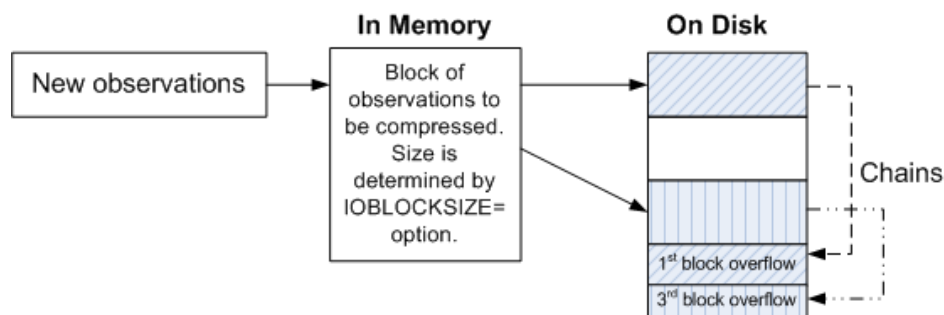 In Memory
On Disk
New observations
Block of
observations to
be compressed.
Size is
determined by
IOBLOCKSIZE=
option.
Chains
1st block overflow
3rd block overflow